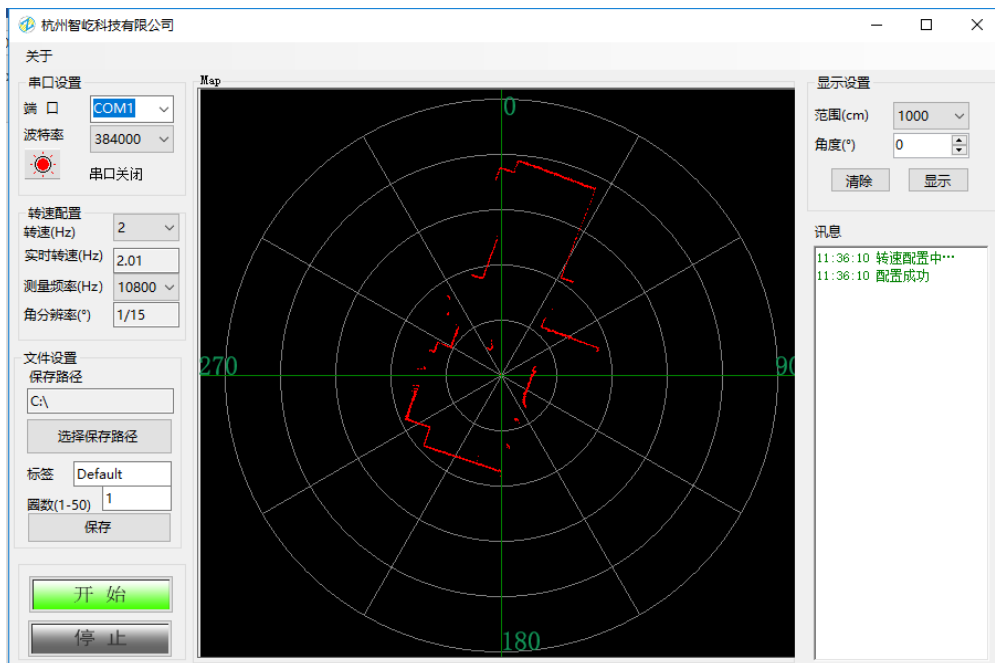 杭州智屹科技有限公司
关于
串口设置
端 口 COM1
波特率 384000
串口关闭
转速配置
转速(Hz) 2
实时转速(Hz) 2.01
测量频率(Hz) 10800
角分辨率(°) 1/15
文件设置
保存路径
C:\
选择保存路径
标签 Default
圈数(1-50) 1
保存
开 始
停 止
Map
0
270
90
180
显示设置
范围(cm) 1000
角度(°) 0
清除 显示
讯息
11:36:10 转速配置中…
11:36:10 配置成功